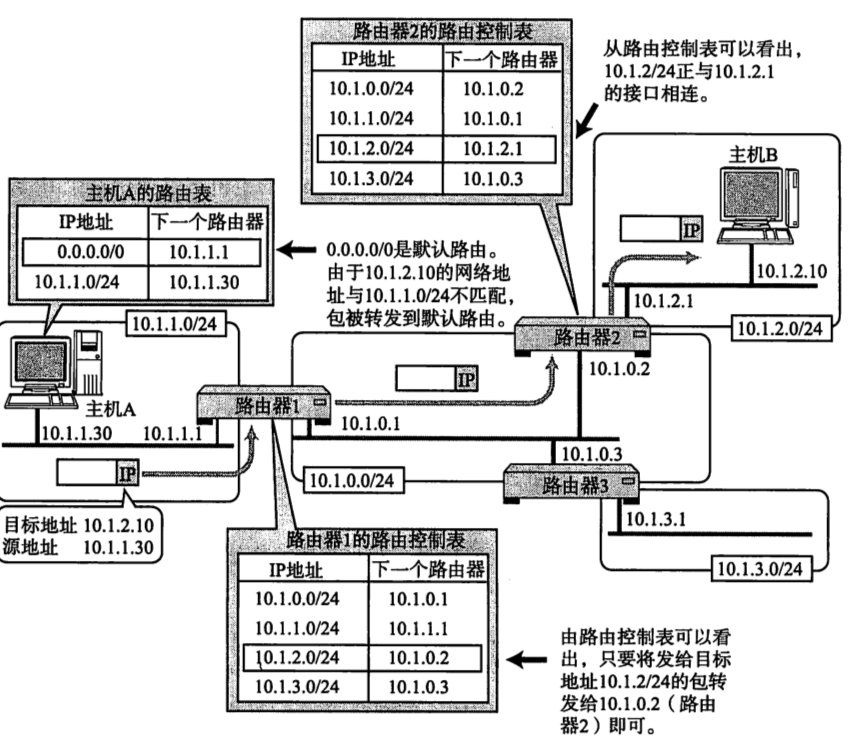 路由器2的路由控制表
IP地址 下一个路由器
10.1.0.0/24 10.1.0.2
10.1.1.0/24 10.1.0.1
10.1.2.0/24 10.1.2.1
10.1.3.0/24 10.1.0.3
从路由控制表可以看出，
10.1.2/24正与10.1.2.1
的接口相连。
主机B
IP
10.1.2.10
10.1.2.1
10.1.2.0/24
主机A的路由表
IP地址 下一个路由器
0.0.0.0/0 10.1.1.1
10.1.1.0/24 10.1.1.30
0.0.0.0/0是默认路由。
由于10.1.2.10的网络地
址与10.1.1.0/24不匹配，
包被转发到默认路由。
10.1.1.0/24
主机A
10.1.1.30 10.1.1.1
IP
目标地址 10.1.2.10
源地址 10.1.1.30
路由器1
IP
10.1.0.1
10.1.0.0/24
路由器2
10.1.0.2
10.1.0.3
路由器3
10.1.3.1
10.1.3.0/24
路由器1的路由控制表
IP地址 下一个路由器
10.1.0.0/24 10.1.0.1
10.1.1.0/24 10.1.1.1
10.1.2.0/24 10.1.0.2
10.1.3.0/24 10.1.0.3
由路由控制表可以看
出，只要将发给目标
地址10.1.2/24的包转
发给10.1.0.2（路由
器2）即可。